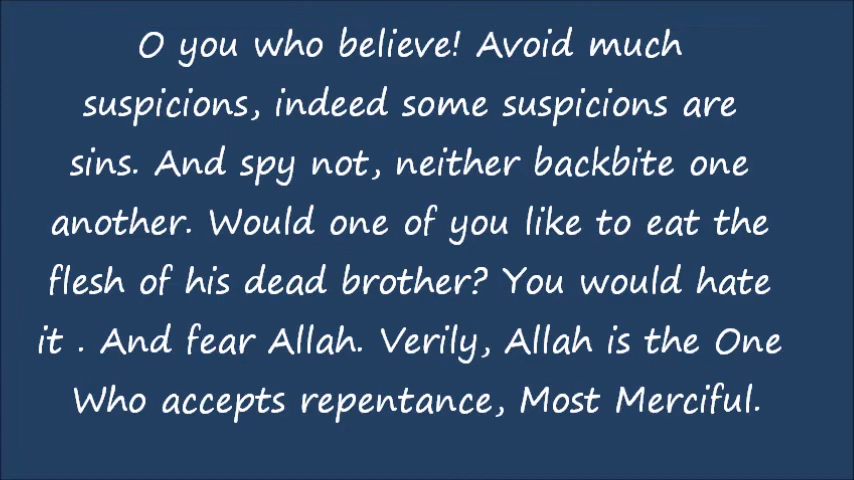 O you who believe! Avoid much
suspicions, indeed some suspicions are
sins. And spy not, neither backbite one
another. Would one of you like to eat the
flesh of his dead brother? You would hate
it . And fear Allah. Verily, Allah is the One
Who accepts repentance, Most Merciful.